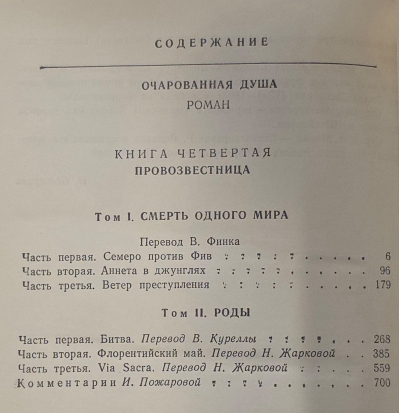 СОДЕРЖАНИЕ
ОЧАРОВАННАЯ ДУША
РОМАН
КНИГА ЧЕТВЕРТАЯ
ПРОВОЗВЕСТНИЦА
Том I. СМЕРТЬ ОДНОГО МИРА
Перевод В. Финка
Часть первая. Семеро против Фив . . . . . . . . . . 6
Часть вторая. Аннета в джунглях . . . . . . . . . . 96
Часть третья. Ветер преступления . . . . . . . . . . 179
Том II. РОДЫ
Часть первая. Битва. Перевод В. Куреллы . . . . . . . . 268
Часть вторая. Флорентийский май. Перевод Н. Жарковой . . 385
Часть третья. Via Sacra. Перевод Н. Жарковой . . . . . 559
Комментарии И. Пожаровой . . . . . . . . . . 700